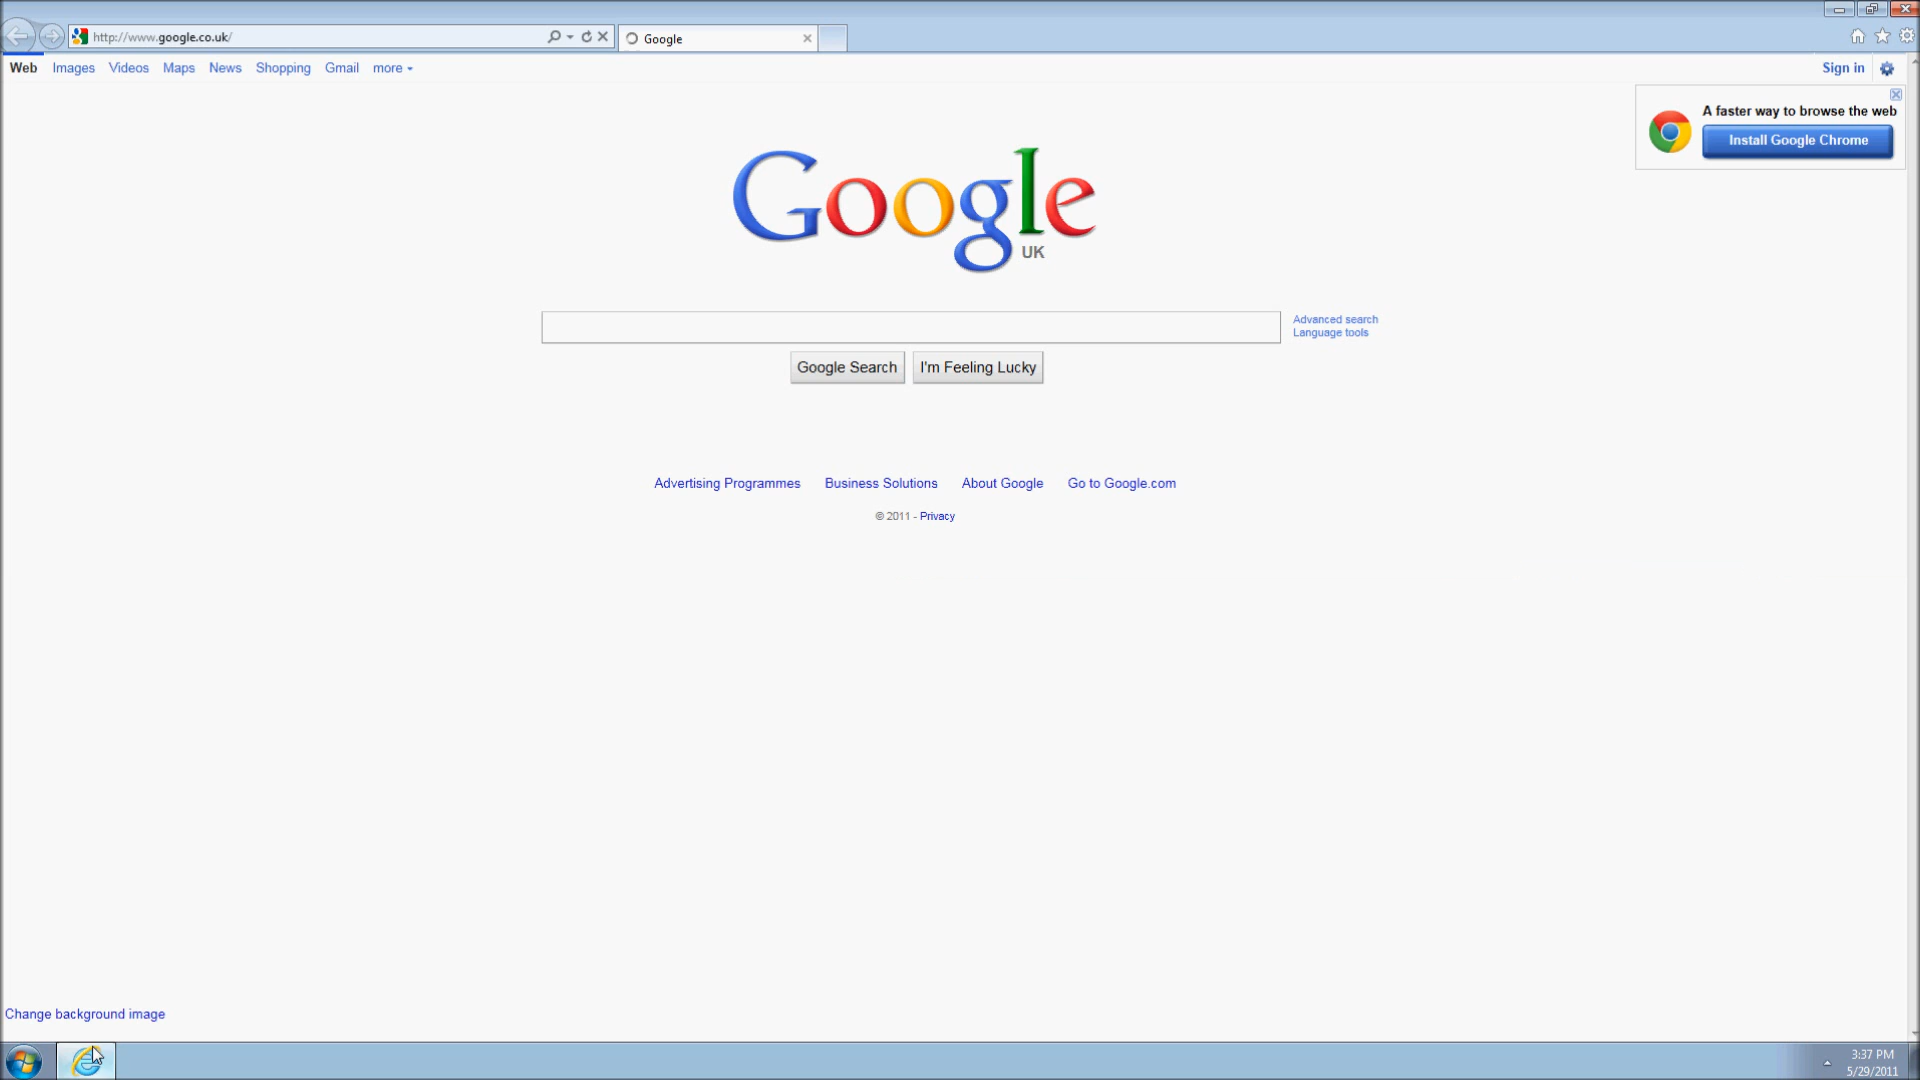 http://www.google.co.uk/
Google
Web Images Videos Maps News Shopping Gmail more
Sign in
A faster way to browse the web
Install Google Chrome
Google
UK
Advanced search
Language tools
Google Search I'm Feeling Lucky
Advertising Programmes Business Solutions About Google Go to Google.com
© 2011 - Privacy
Change background image
3:37 PM
5/29/2011